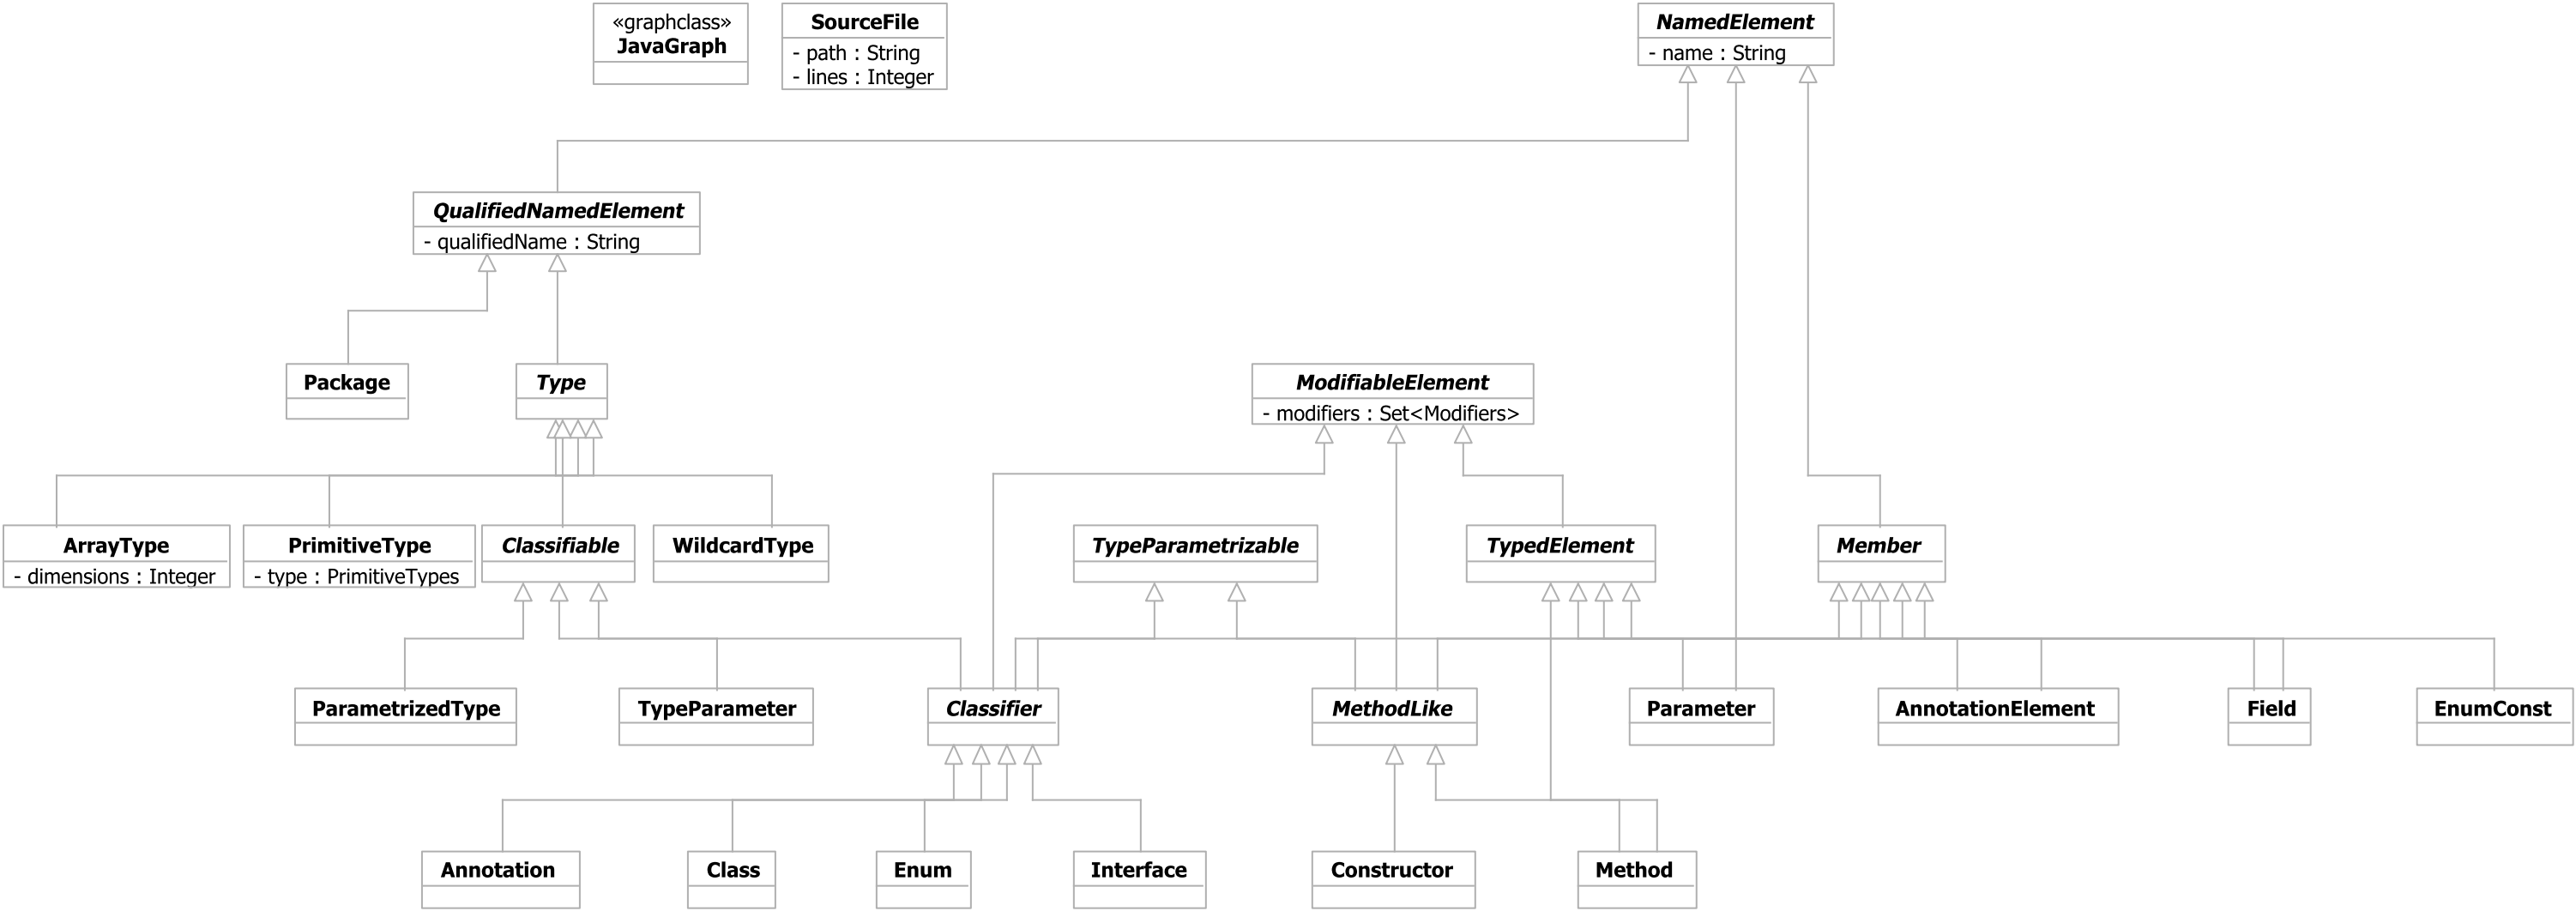 «graphclass»
JavaGraph
SourceFile
- path : String
- lines : Integer
NamedElement
- name : String
QualifiedNamedElement
- qualifiedName : String
Package
Type
ModifiableElement
- modifiers : Set<Modifiers>
ArrayType
- dimensions : Integer
PrimitiveType
- type : PrimitiveTypes
Classifiable
WildcardType
TypeParametrizable
TypedElement
Member
ParametrizedType
TypeParameter
Classifier
MethodLike
Parameter
AnnotationElement
Field
EnumConst
Annotation
Class
Enum
Interface
Constructor
Method